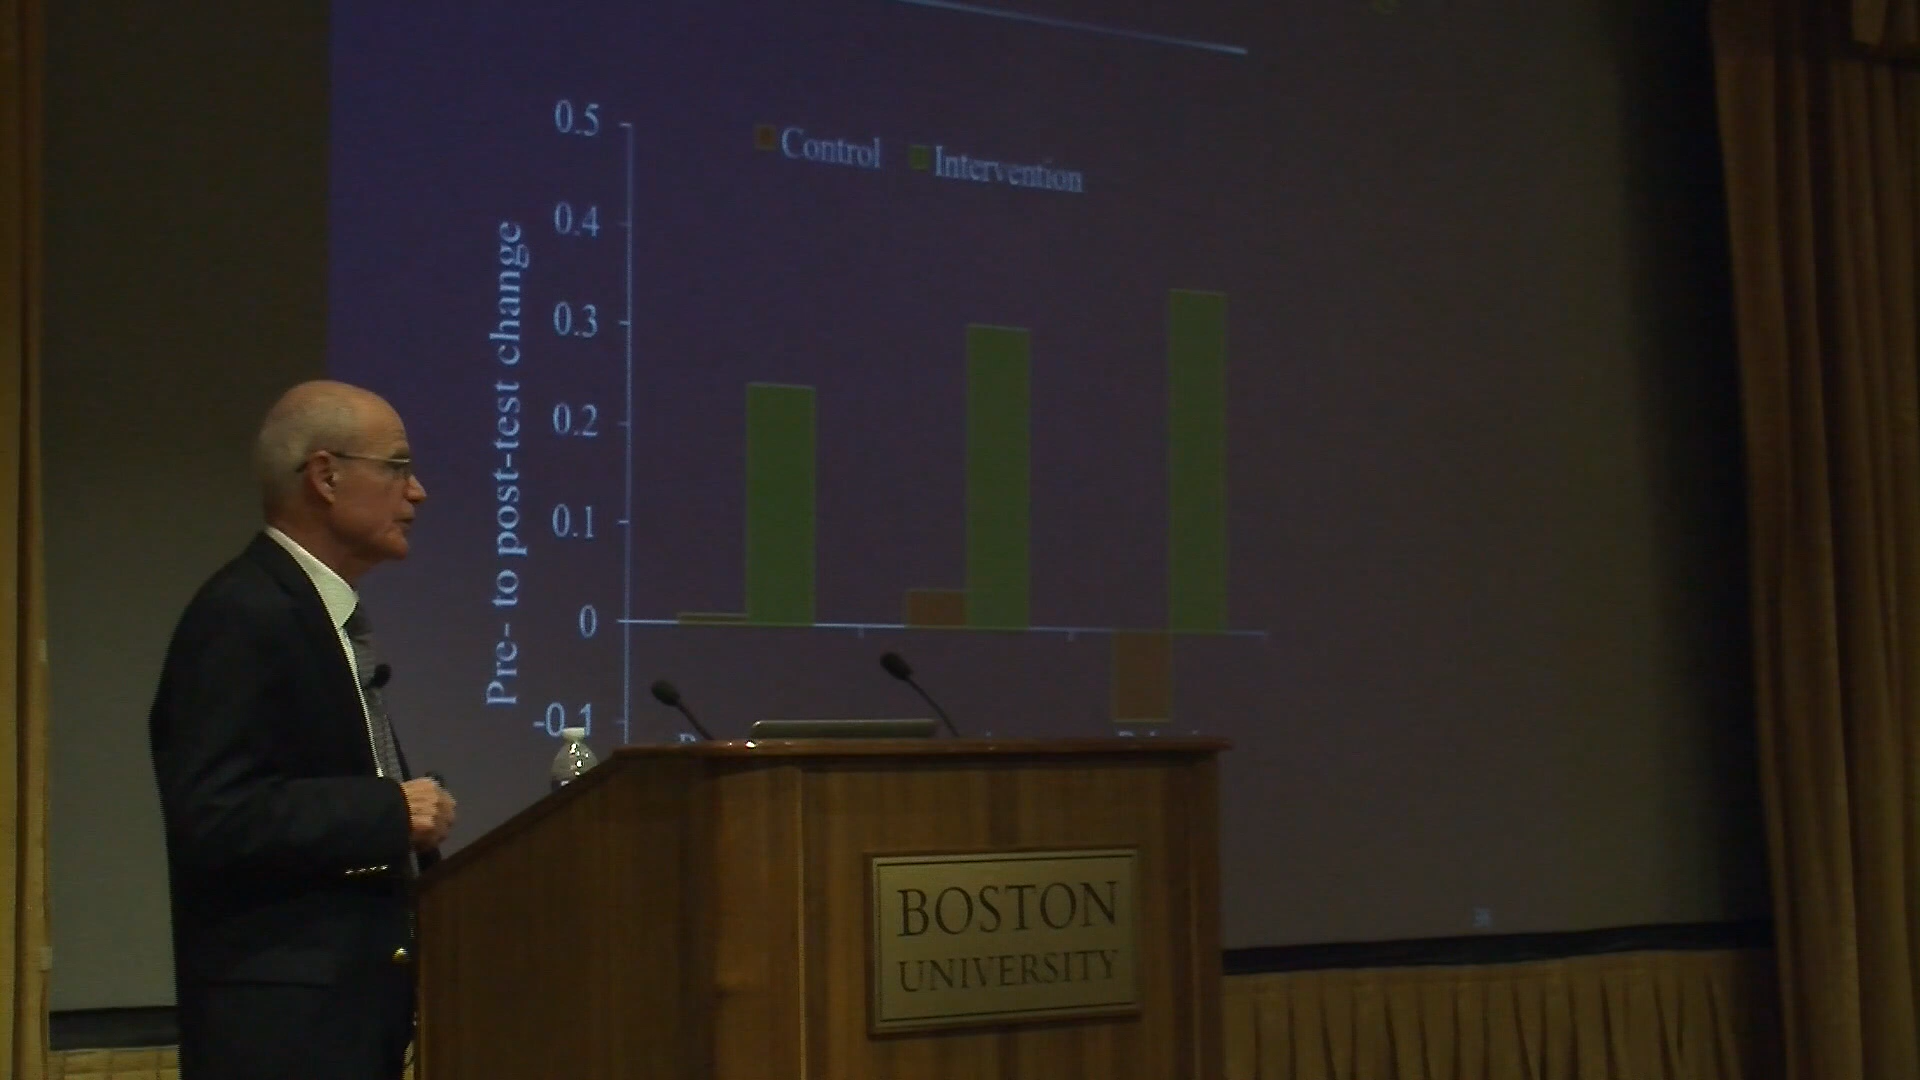 0.5
Control Intervention
0.4
0.3
0.2
0.1
0
-0.1
Pre- to post-test change
BOSTON
UNIVERSITY